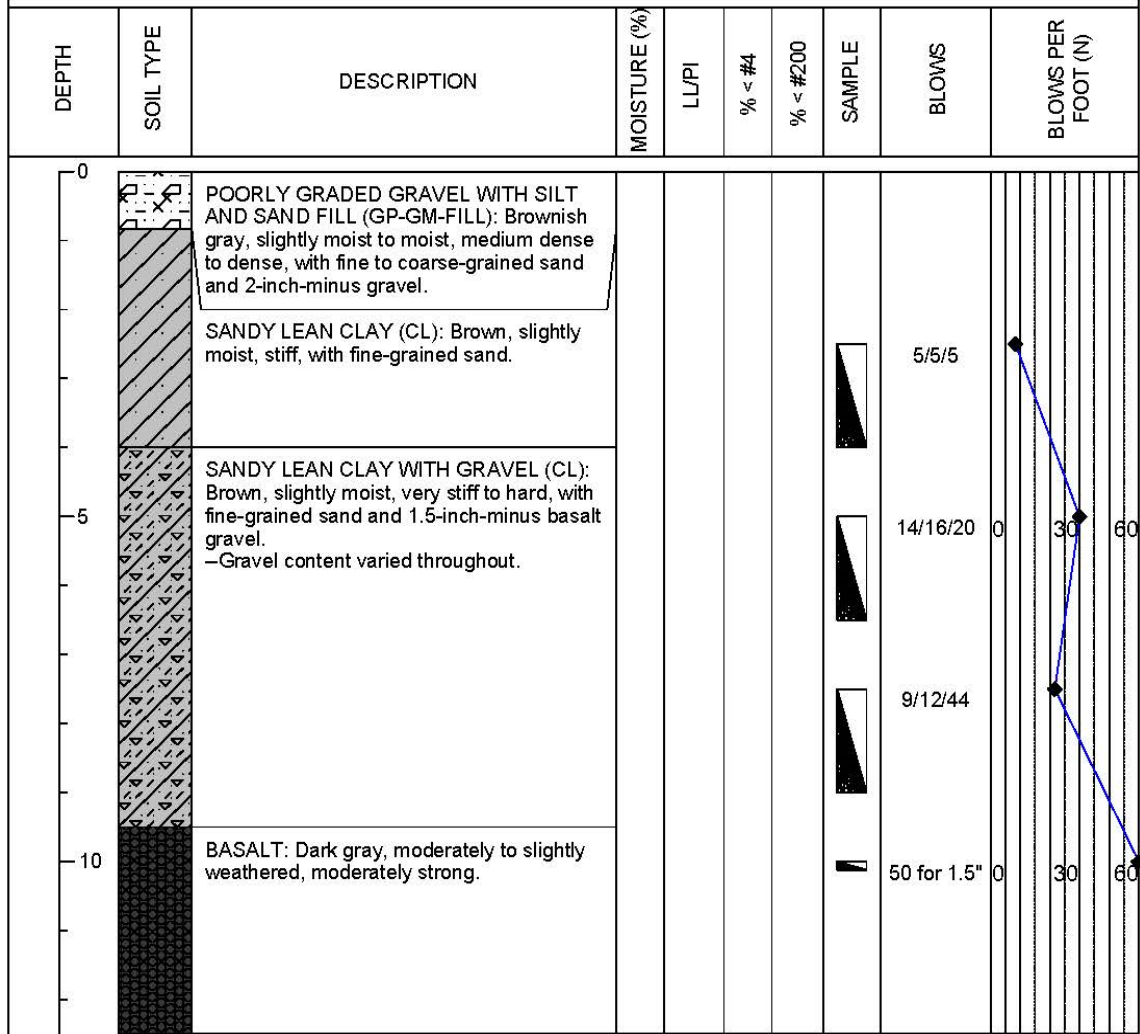 DEPTH
SOIL TYPE
DESCRIPTION
MOISTURE (%)
LL/PI
% < #4
% < #200
SAMPLE
BLOWS
BLOWS PER
FOOT (N)
0
POORLY GRADED GRAVEL WITH SILT
AND SAND FILL (GP-GM-FILL): Brownish
gray, slightly moist to moist, medium dense
to dense, with fine to coarse-grained sand
and 2-inch-minus gravel.
SANDY LEAN CLAY (CL): Brown, slightly
moist, stiff, with fine-grained sand.
5/5/5
SANDY LEAN CLAY WITH GRAVEL (CL):
Brown, slightly moist, very stiff to hard, with
fine-grained sand and 1.5-inch-minus basalt
gravel.
–Gravel content varied throughout.
5
14/16/20
0 30 60
9/12/44
BASALT: Dark gray, moderately to slightly
weathered, moderately strong.
10
50 for 1.5"
0 30 60